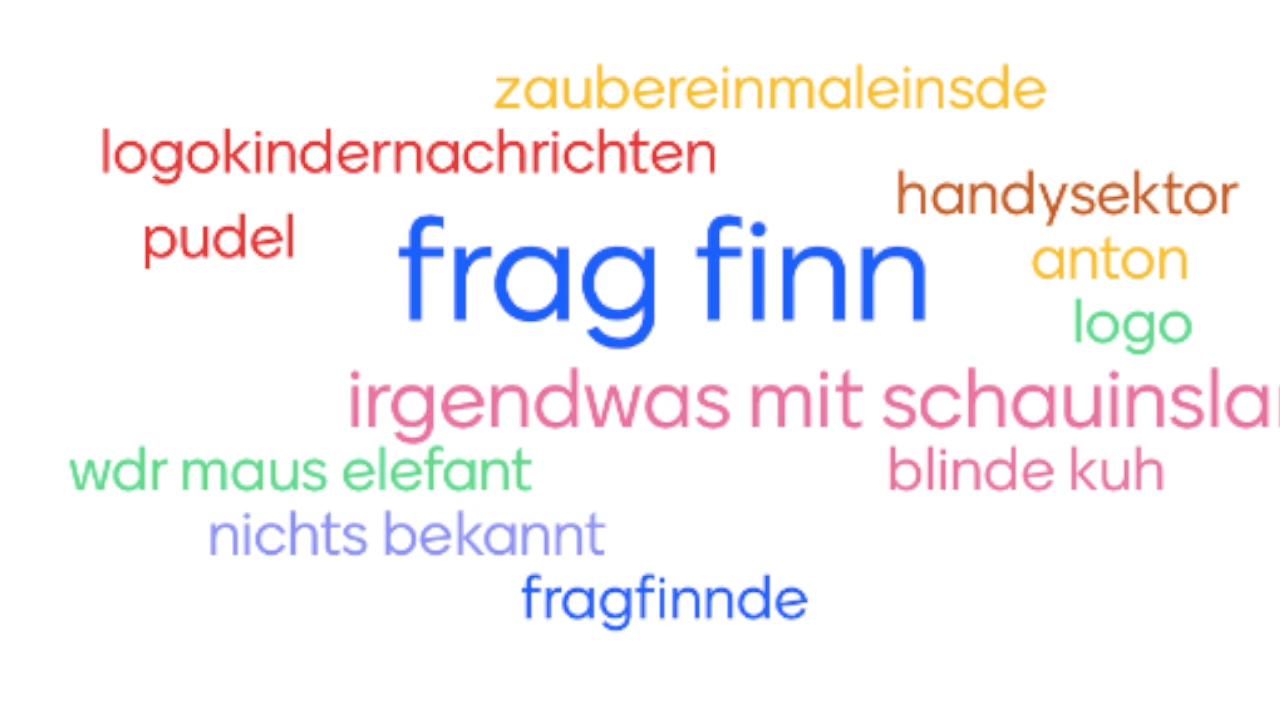 zaubereinmaleinsde
logokindernachrichten
handysektor
pudel
frag finn
anton
logo
irgendwas mit
wdr maus elefant
blinde kuh
nichts bekannt
fragfinnde